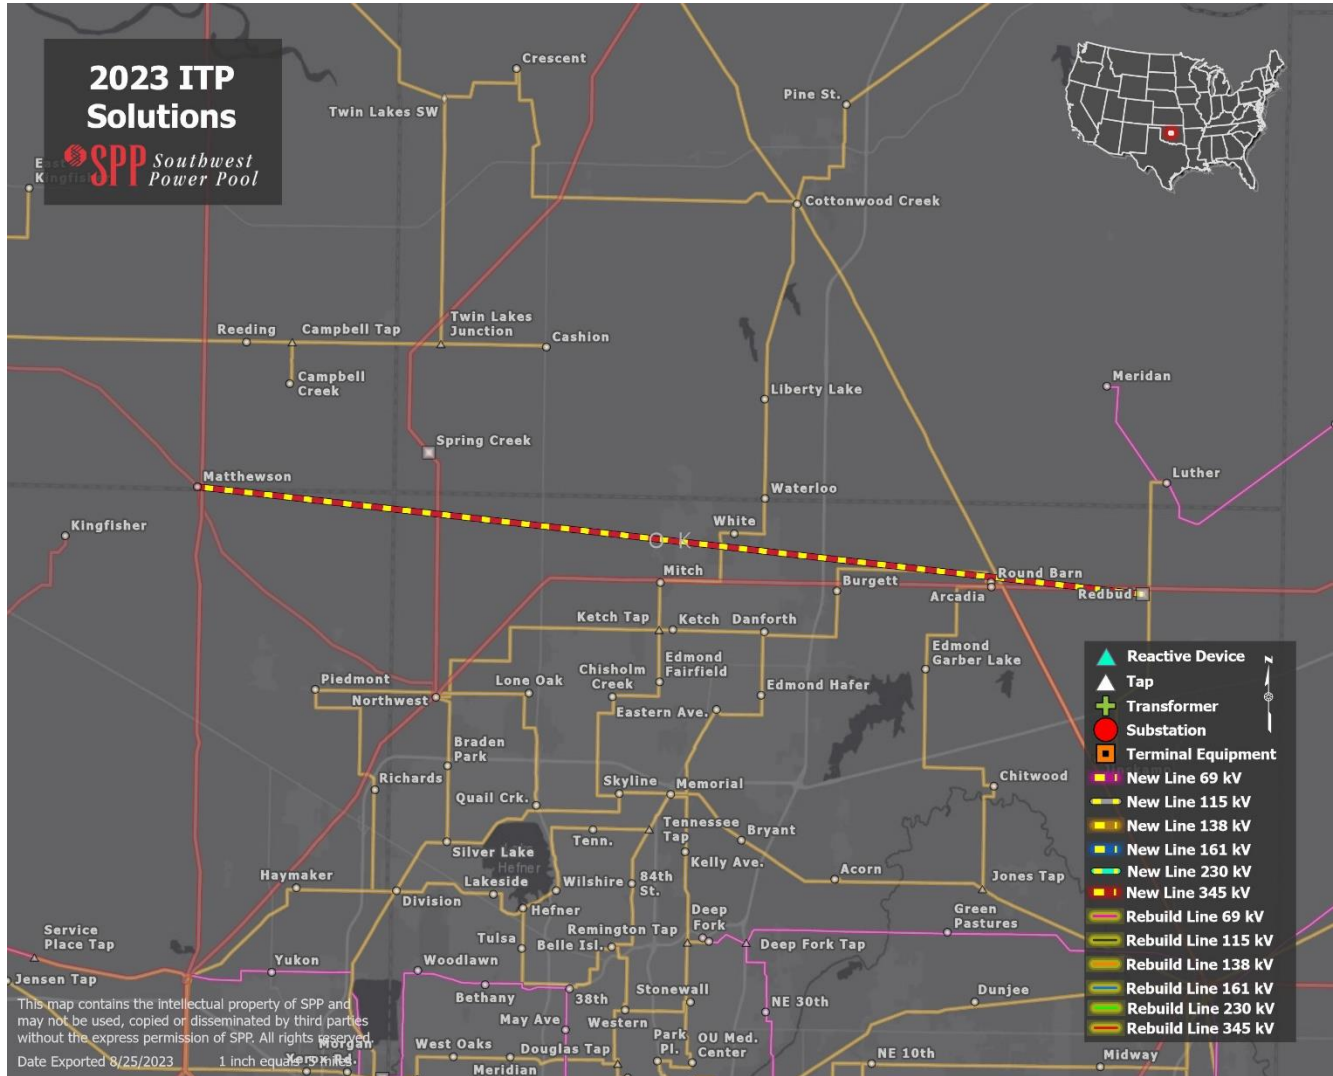 2023 ITP
Solutions
SPP Southwest
Power Pool
Crescent
Twin Lakes SW
Pine St.
East
Kingfisher
Cottonwood Creek
Reeding
Campbell Tap
Twin Lakes
Junction
Cashion
Campbell
Creek
Liberty Lake
Meridan
Spring Creek
Matthewson
Luther
Waterloo
Kingfisher
White
O K
Mitch
Burgett
Round Barn
Arcadia
Redbud
Ketch Tap
Ketch
Danforth
Chisholm
Creek
Edmond
Fairfield
Edmond
Garber Lake
Piedmont
Lone Oak
Northwest
Eastern Ave.
Edmond Hafer
Braden
Park
Richards
Quail Crk.
Skyline
Memorial
Chitwood
Silver Lake
Hefner
Tenn.
Tennessee
Tap
Bryant
Kelly Ave.
Haymaker
Lakeside
Wilshire
84th
St.
Acorn
Jones Tap
Division
Hefner
Service
Place Tap
Tulsa
Remington Tap
Belle Isl.
Deep
Fork
Deep Fork Tap
Green
Pastures
Jensen Tap
Yukon
Woodlawn
Bethany
38th
Stonewall
NE 30th
Dunjee
May Ave
Western
West Oaks
Douglas Tap
Park
Pl.
OU Med.
Center
NE 10th
Midway
Morgan
Xerox Rd.
Meridian
Reactive Device
Tap
Transformer
Substation
Terminal Equipment
New Line 69 kV
New Line 115 kV
New Line 138 kV
New Line 161 kV
New Line 230 kV
New Line 345 kV
Rebuild Line 69 kV
Rebuild Line 115 kV
Rebuild Line 138 kV
Rebuild Line 161 kV
Rebuild Line 230 kV
Rebuild Line 345 kV
N
This map contains the intellectual property of SPP and
may not be used, copied or disseminated by third parties
without the express permission of SPP. All rights reserved.
Date Exported 8/25/2023 1 inch equals 5 miles